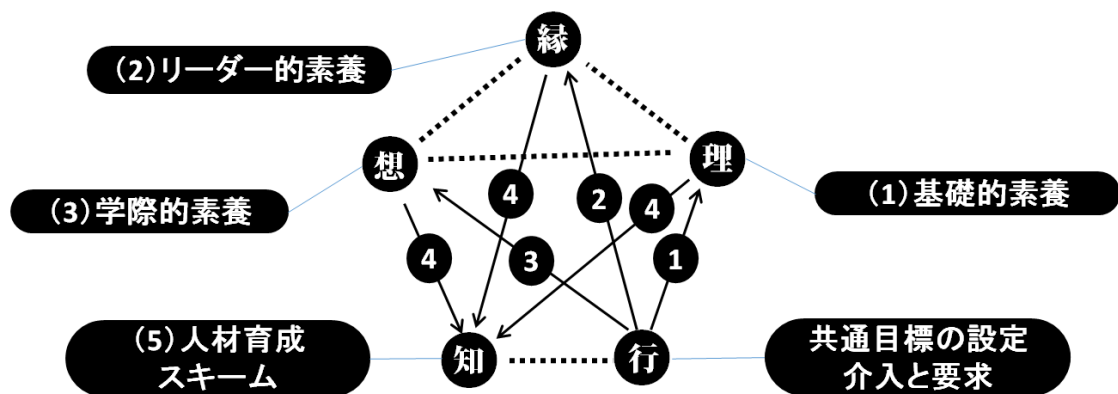 縁
（２）リーダー的素養
想
理
（３）学際的素養
4
2
4
（１）基礎的素養
4
3
1
（５）人材育成
スキーム
知
行
共通目標の設定
介入と要求